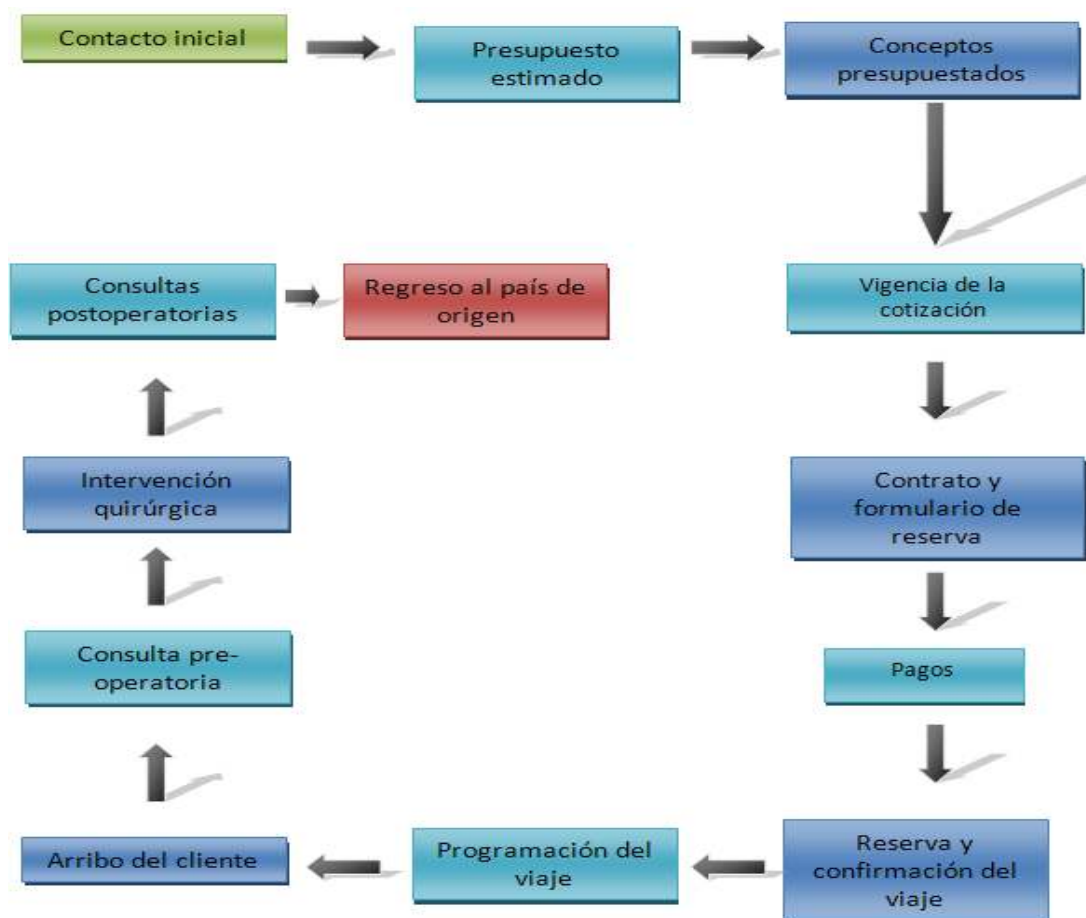 Contacto inicial
Presupuesto
estimado
Conceptos
presupuestados
Vigencia de la
cotización
Contrato y
formulario de
reserva
Pagos
Reserva y
confirmación del
viaje
Programación del
viaje
Arribo del cliente
Consulta pre-
operatoria
Intervención
quirúrgica
Consultas
postoperatorias
Regreso al país de
origen